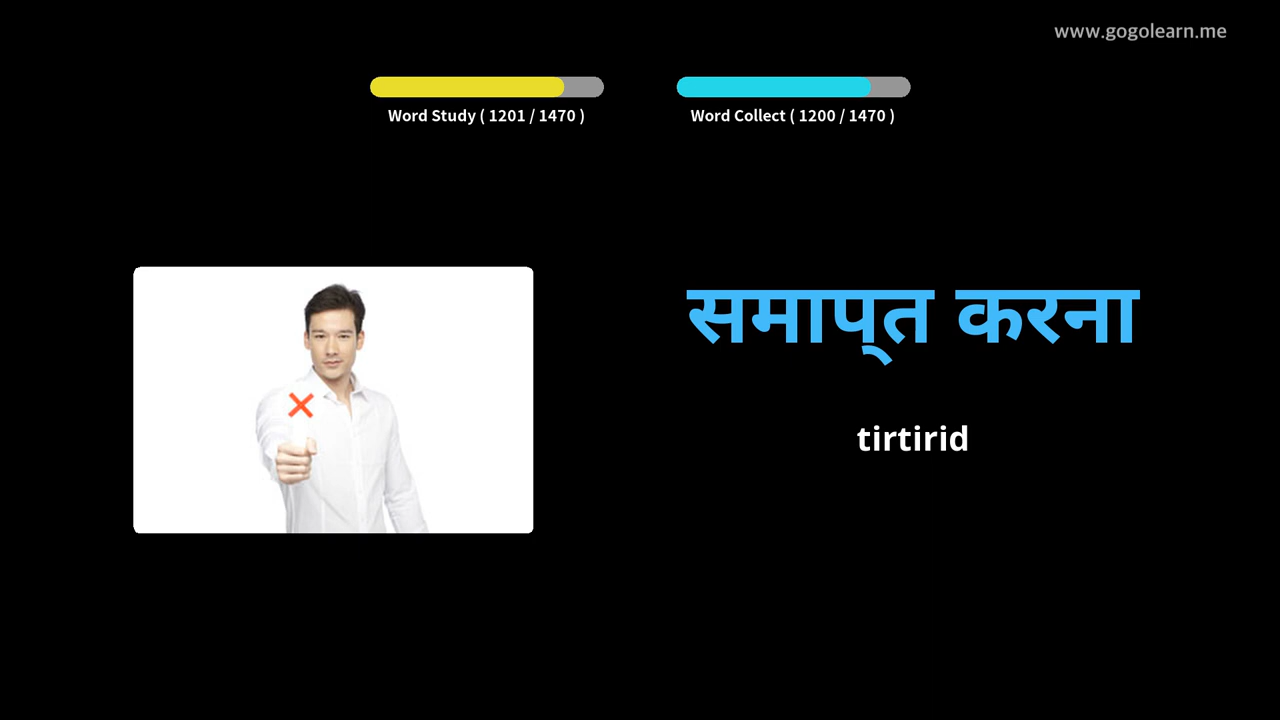 www.gogolearn.me
Word Study ( 1201 / 1470 )
Word Collect ( 1200 / 1470 )
समाप्त करना
tirtirid